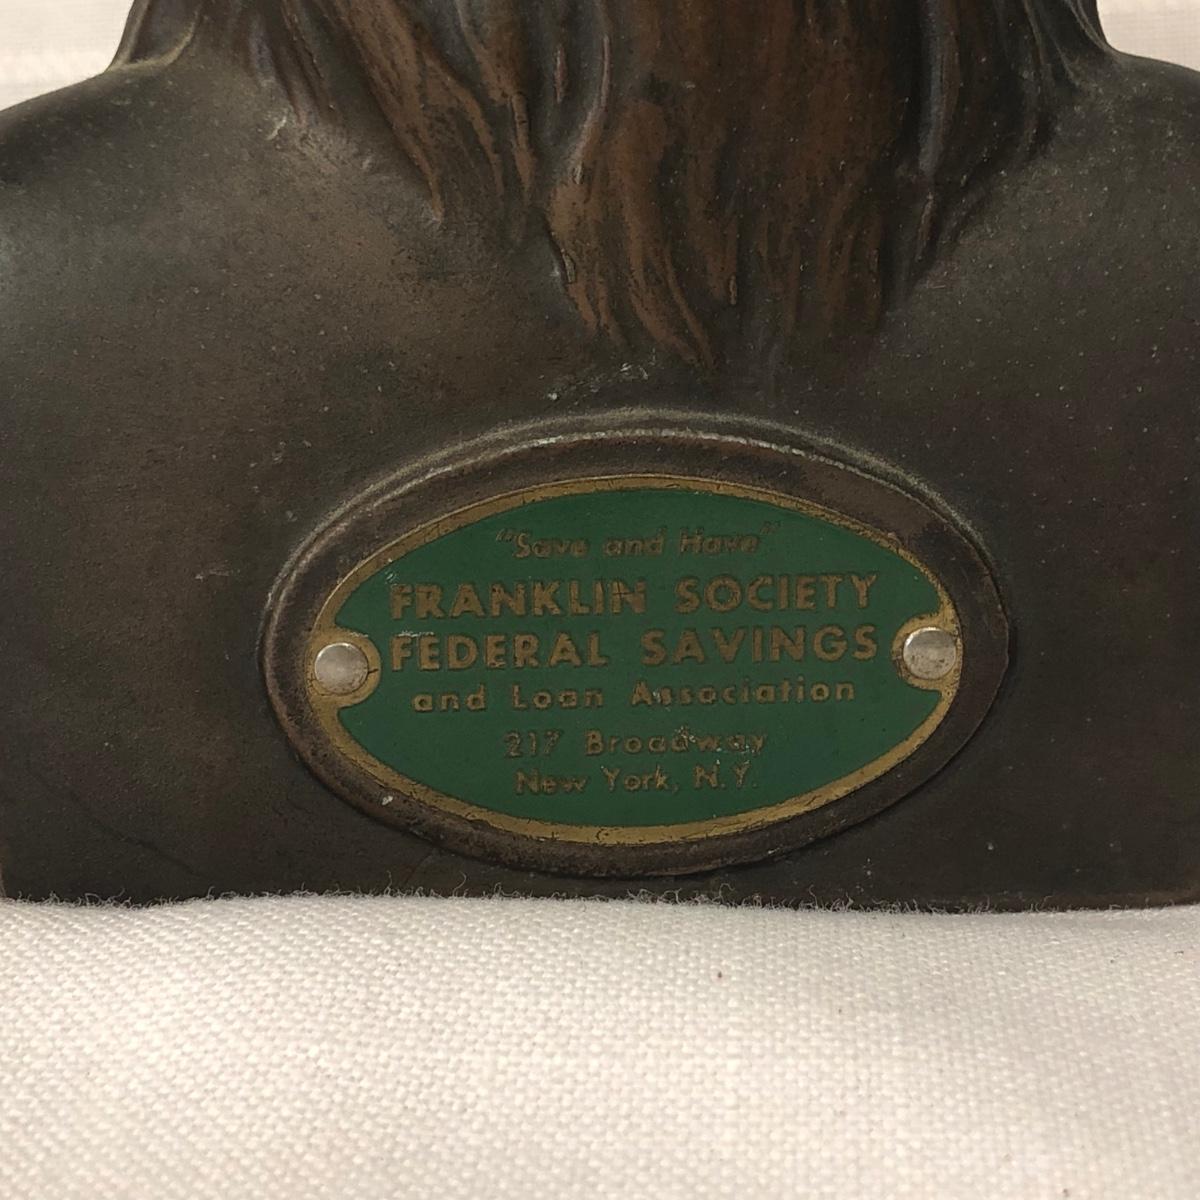 "Save and Have"
FRANKLIN SOCIETY
FEDERAL SAVINGS
and Loan Association
217 Broadway
New York, N.Y.